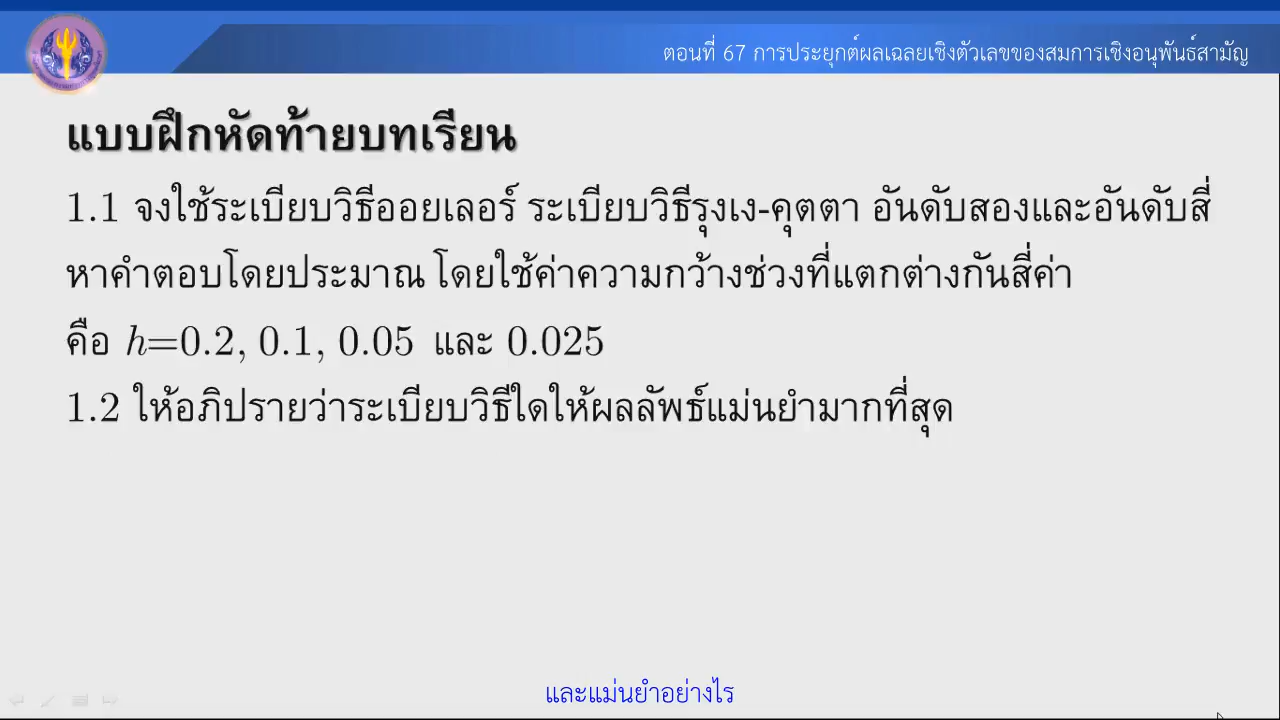 ตอนที่ 67 การประยุกต์ผลเฉลยเชิงตัวเลขของสมการเชิงอนุพันธ์สามัญ
แบบฝึกหัดท้ายบทเรียน
1.1 จงใช้ระเบียบวิธีออยเลอร์ ระเบียบวิธีรุงเง-คุตตา อันดับสองและอันดับสี่
หาคำตอบโดยประมาณ โดยใช้ค่าความกว้างช่วงที่แตกต่างกันสี่ค่า
คือ h=0.2, 0.1, 0.05 และ 0.025
1.2 ให้อภิปรายว่าระเบียบวิธีใดให้ผลลัพธ์แม่นยำมากที่สุด
และแม่นยำอย่างไร